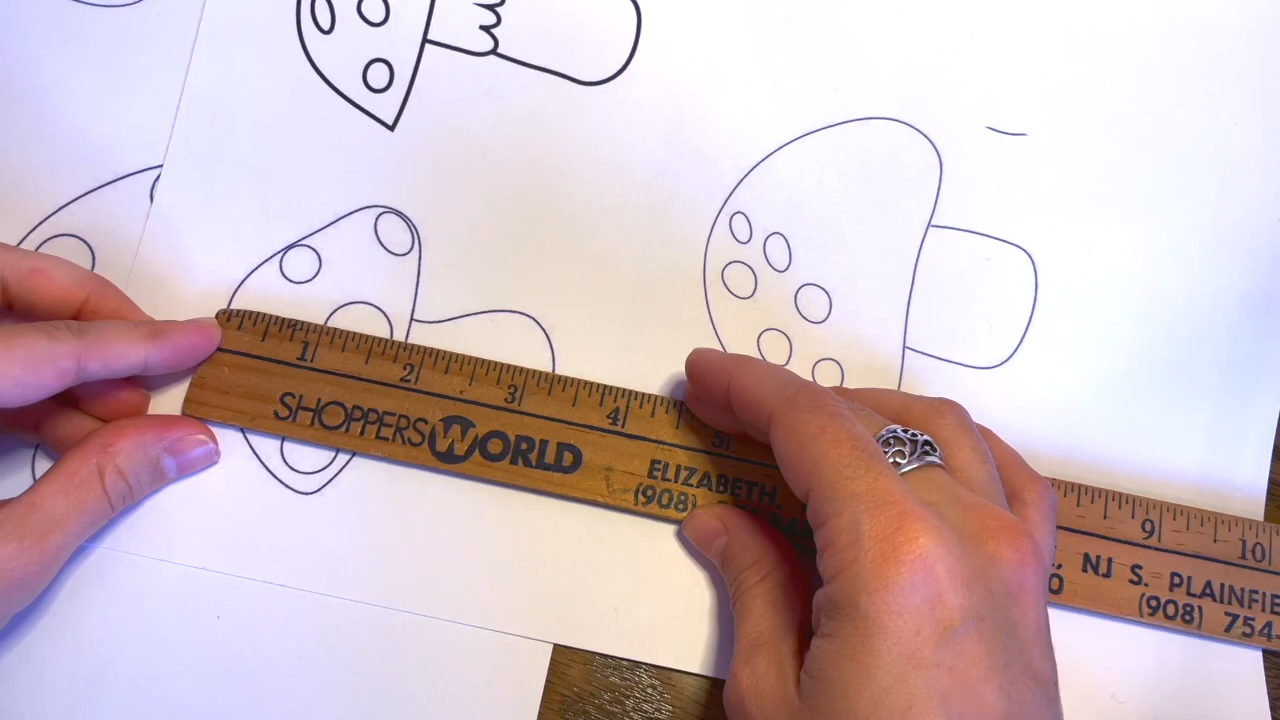 1 2 3 4 5 9 10
SHOPPERS WORLD
ELIZABETH,
(908)
NJ S. PLAINFIE
(908) 754-